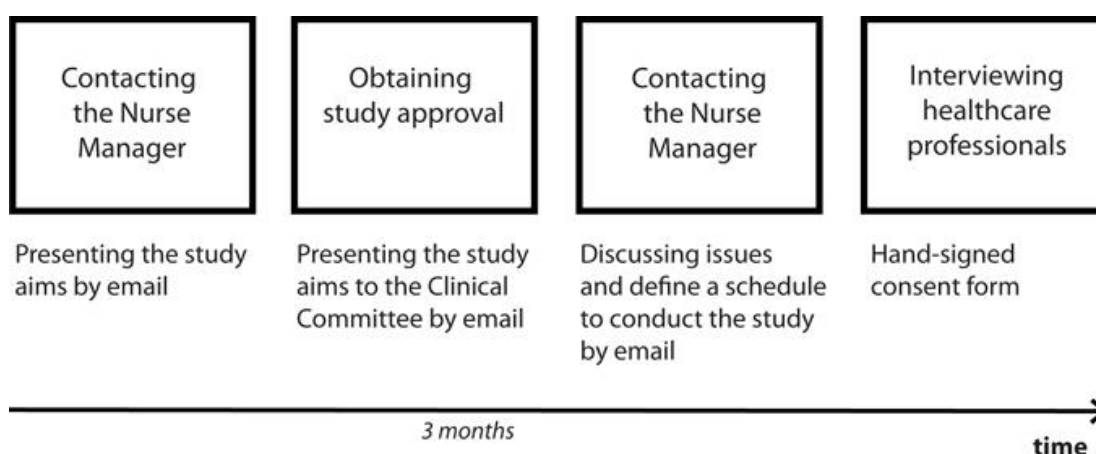 Contacting
the Nurse
Manager
Obtaining
study approval
Contacting
the Nurse
Manager
Interviewing
healthcare
professionals
Presenting the study
aims by email
Presenting the study
aims to the Clinical
Committee by email
Discussing issues
and define a schedule
to conduct the study
by email
Hand-signed
consent form
3 months
time